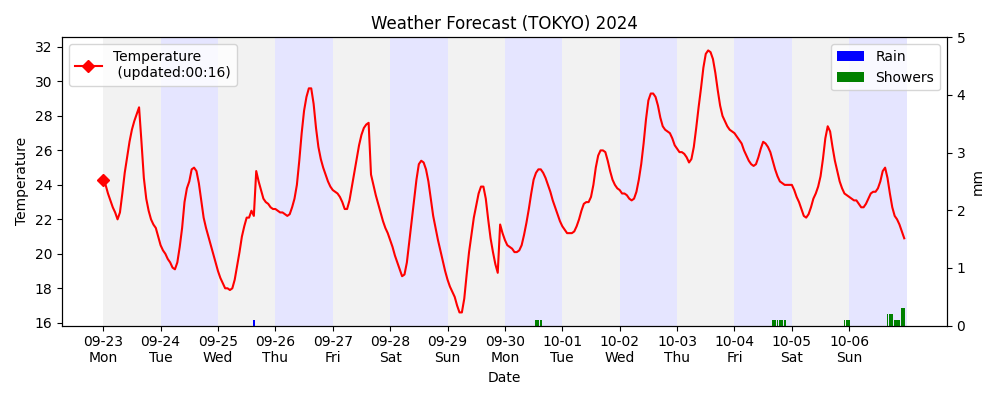 Weather Forecast (TOKYO) 2024
Temperature
(updated:00:16)
Rain
Showers
32
30
28
26
24
22
20
18
16
Temperature
5
4
3
2
1
0
mm
09-23 09-24 09-25 09-26 09-27 09-28 09-29 09-30 10-01 10-02 10-03 10-04 10-05 10-06
Mon Tue Wed Thu Fri Sat Sun Mon Tue Wed Thu Fri Sat Sun
Date